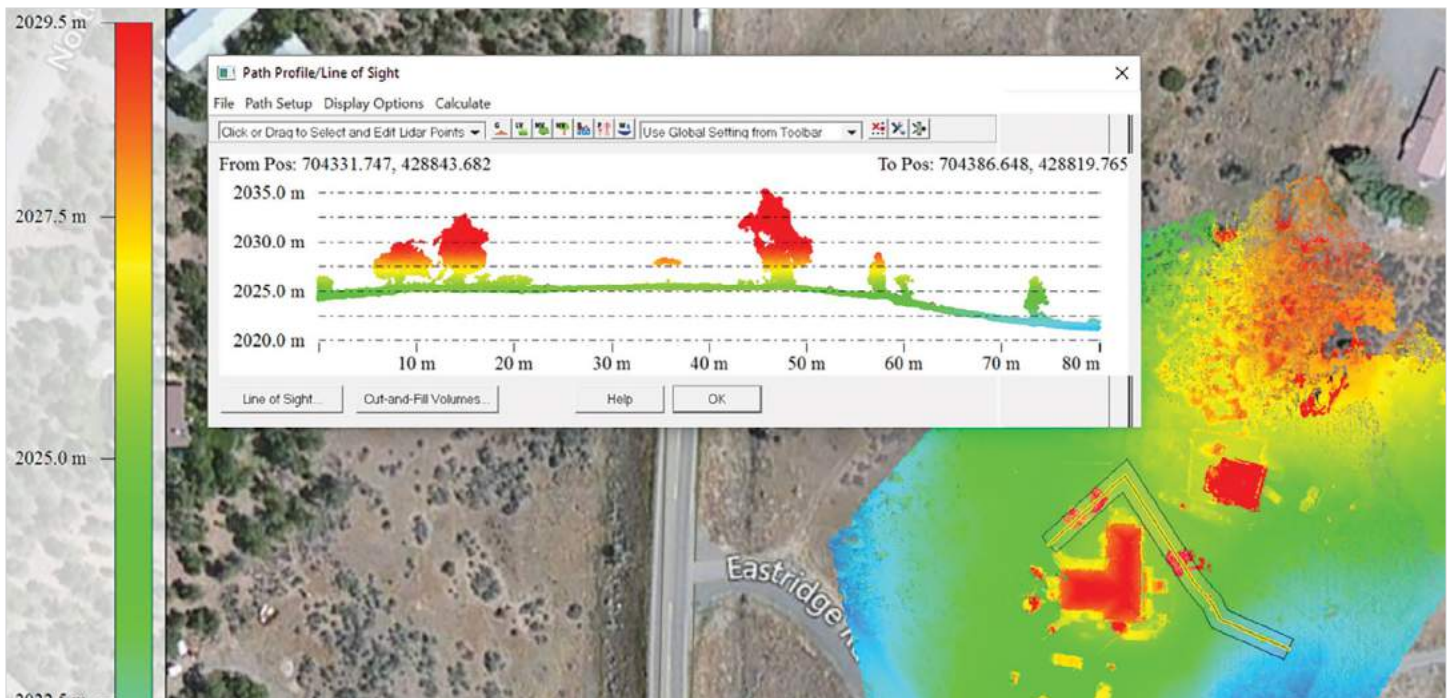 2029.5 m
2027.5 m
2025.0 m
Path Profile/Line of Sight
File Path Setup Display Options Calculate
Click or Drag to Select and Edit Lidar Points
Use Global Setting from Toolbar
From Pos: 704331.747, 428843.682
To Pos: 704386.648, 428819.765
2035.0 m
2030.0 m
2025.0 m
2020.0 m
10 m 20 m 30 m 40 m 50 m 60 m 70 m 80 m
Line of Sight...
Cut-and-Fill Volumes...
Help
OK
Eastridge